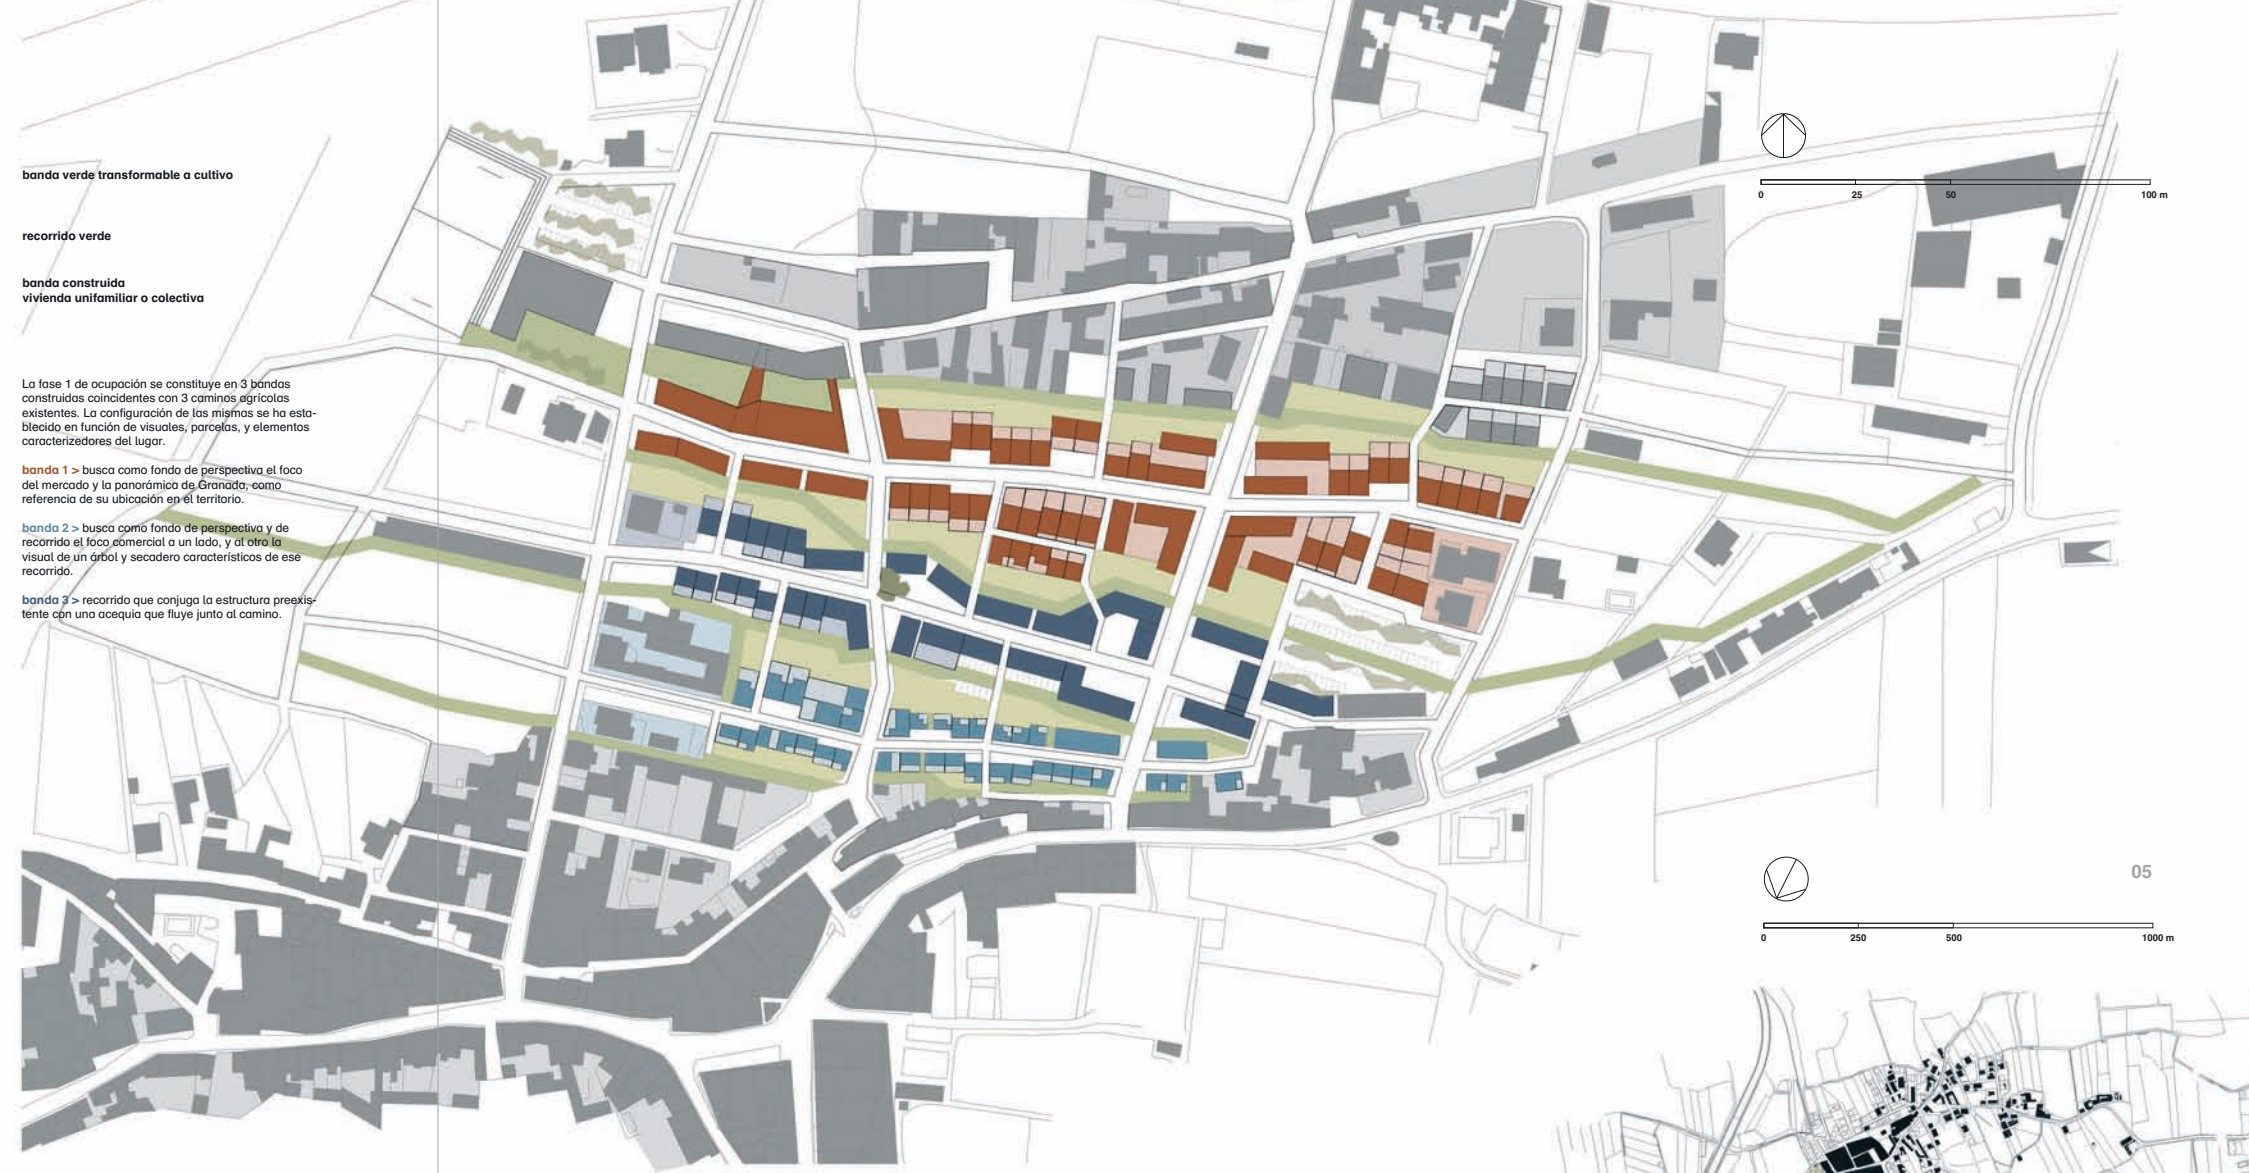 banda verde transformable a cultivo
recorrido verde
banda construida
vivienda unifamiliar o colectiva
La fase 1 de ocupación se constituye en 3 bandas
construidas coincidentes con 3 caminos agrícolas
existentes. La configuración de las mismas se ha esta-
blecido en función de visuales, parcelas, y elementos
caracterizedores del lugar.
banda 1 > busca como fondo de perspectiva el foco
del mercado y la panorámica de Granada, como
referencia de su ubicación en el territorio.
banda 2 > busca como fondo de perspectiva y de
recorrido el foco comercial a un lado, y al otro la
visual de un árbol y secadero característicos de ese
recorrido.
banda 3 > recorrido que conjuga la estructura preexis-
tente con una acequia que fluye junto al camino.
0 25 50 100 m
05
0 250 500 1000 m